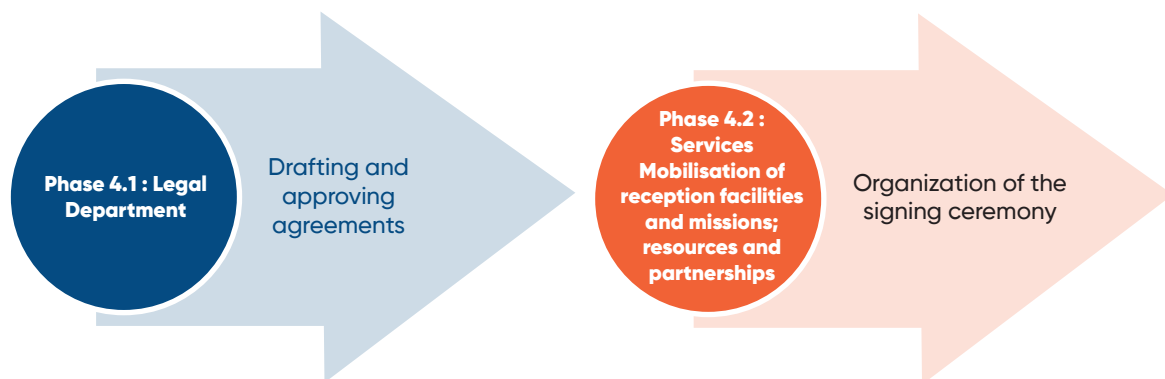 Phase 4.1 : Legal
Department
Drafting and
approving
agreements
Phase 4.2 :
Services
Mobilisation of
reception facilities
and missions;
resources and
partnerships
Organization of the
signing ceremony